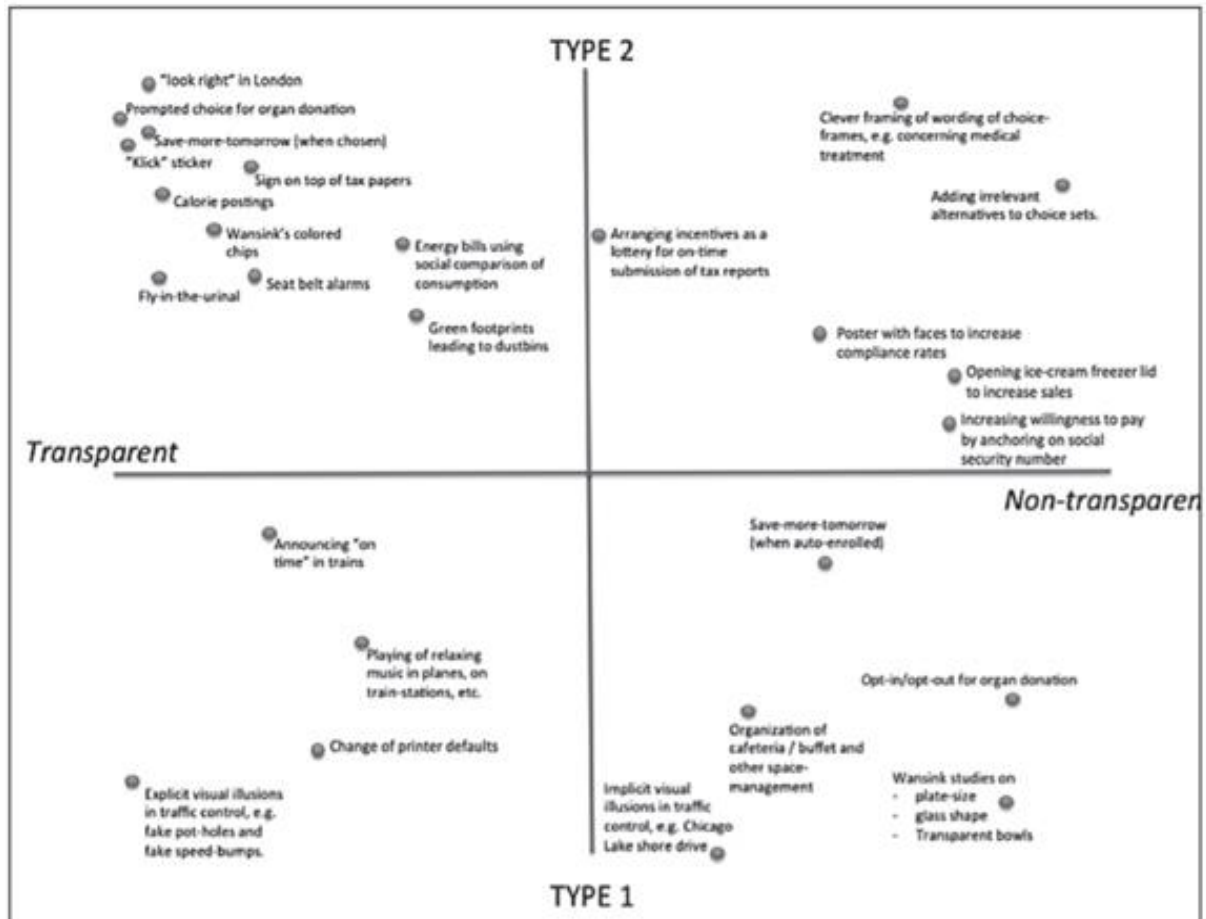 TYPE 2
"look right" in London
Prompted choice for organ donation
Save-more-tomorrow (when chosen)
"Klick" sticker
Sign on top of tax papers
Calorie postings
Wansink's colored
chips
Fly-in-the-urinal
Seat belt alarms
Energy bills using
social comparison of
consumption
Green footprints
leading to dustbins
Clever framing of wording of choice-
frames, e.g. concerning medical
treatment
Adding irrelevant
alternatives to choice sets.
Arranging incentives as a
lottery for on-time
submission of tax reports
Poster with faces to increase
compliance rates
Opening ice-cream freezer lid
to increase sales
Increasing willingness to pay
by anchoring on social
security number
Transparent
Non-transparen
Announcing "on
time" in trains
Playing of relaxing
music in planes, on
train-stations, etc.
Change of printer defaults
Explicit visual illusions
in traffic control, e.g.
fake pot-holes and
fake speed-bumps.
Save-more-tomorrow
(when auto-enrolled)
Opt-in/opt-out for organ donation
Organization of
cafeteria / buffet and
other space-
management
Implicit visual
illusions in traffic
control, e.g. Chicago
Lake shore drive
Wansink studies on
- plate-size
- glass shape
- Transparent bowls
TYPE 1